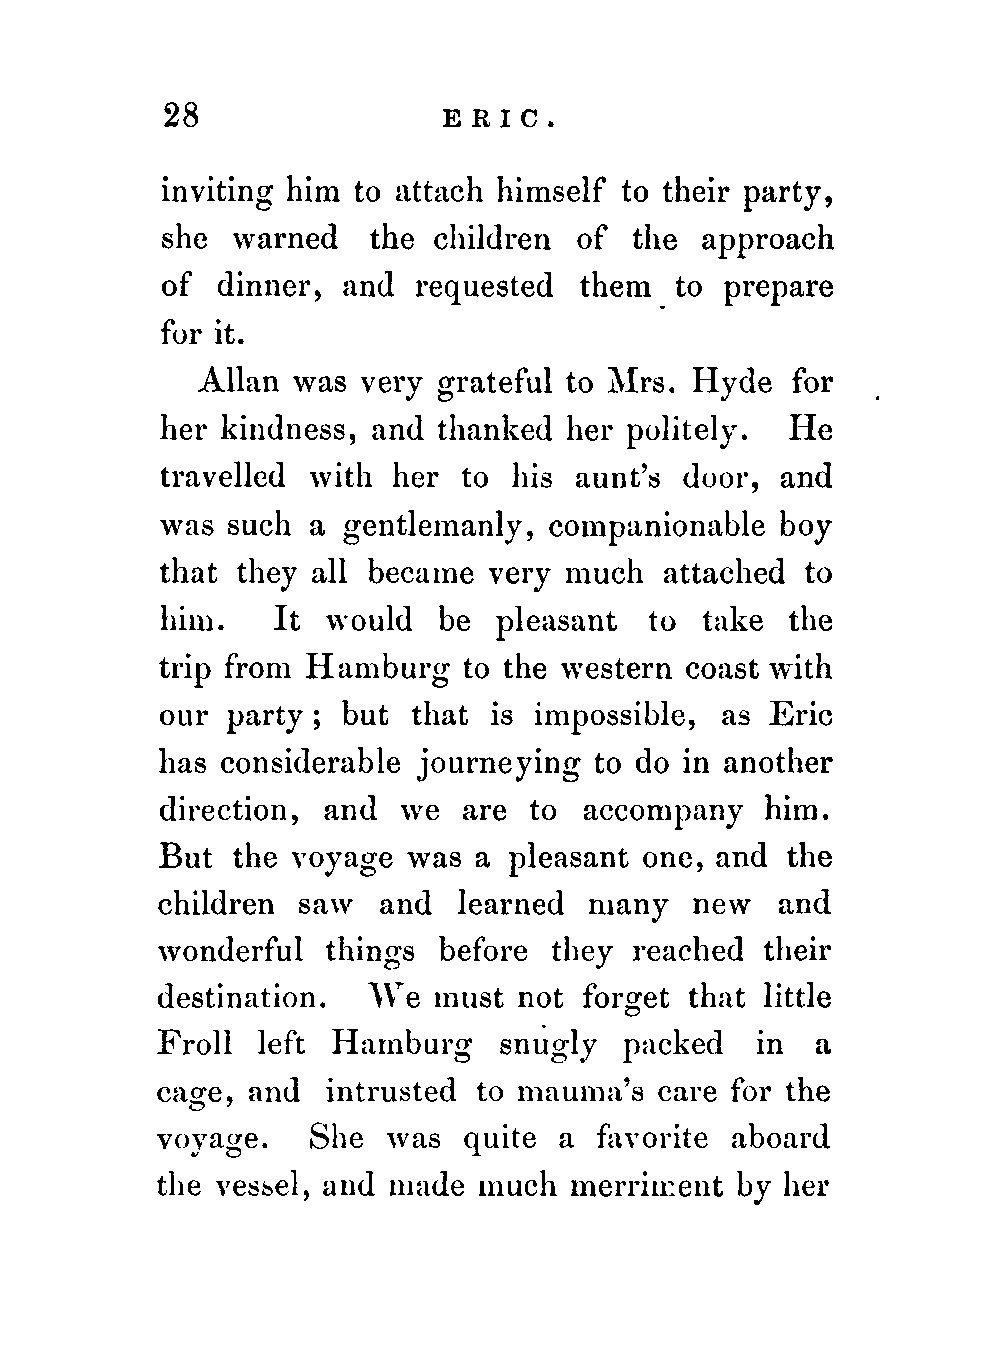 28 ERIC.
inviting him to attach himself to their party,
she warned the children of the approach
of dinner, and requested them to prepare
for it.
Allan was very grateful to Mrs. Hyde for
her kindness, and thanked her politely. He
travelled with her to his aunt's door, and
was such a gentlemanly, companionable boy
that they all became very much attached to
him. It would be pleasant to take the
trip from Hamburg to the western coast with
our party; but that is impossible, as Eric
has considerable journeying to do in another
direction, and we are to accompany him.
But the voyage was a pleasant one, and the
children saw and learned many new and
wonderful things before they reached their
destination. We must not forget that little
Froll left Hamburg snugly packed in a
cage, and intrusted to mauma's care for the
voyage. She was quite a favorite aboard
the vessel, and made much merriment by her